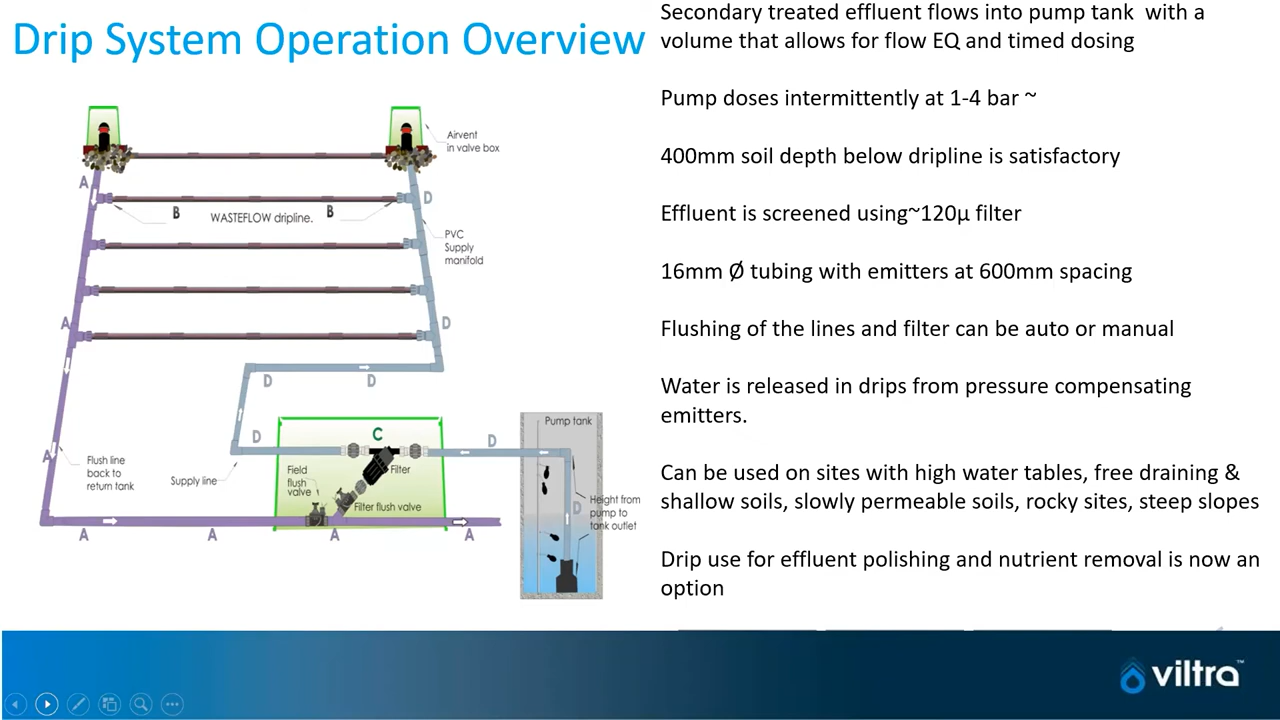 Drip System Operation Overview
Secondary treated effluent flows into pump tank with a
volume that allows for flow EQ and timed dosing
Pump doses intermittently at 1-4 bar ~
400mm soil depth below dripline is satisfactory
Effluent is screened using~120µ filter
16mm Ø tubing with emitters at 600mm spacing
Flushing of the lines and filter can be auto or manual
Water is released in drips from pressure compensating
emitters.
Can be used on sites with high water tables, free draining &
shallow soils, slowly permeable soils, rocky sites, steep slopes
Drip use for effluent polishing and nutrient removal is now an
option
Airvent
in valve box
A
D
B
WASTEFLOW dripline.
B
PVC
Supply
manifold
A
D
D
D
D
C
D
Pump tank
A
Flush line
back to
return tank
Supply line
Field
flush
valve
Filter
Filter flush valve
Height from
pump to
tank outlet
D
A
A
A
A
viltra™